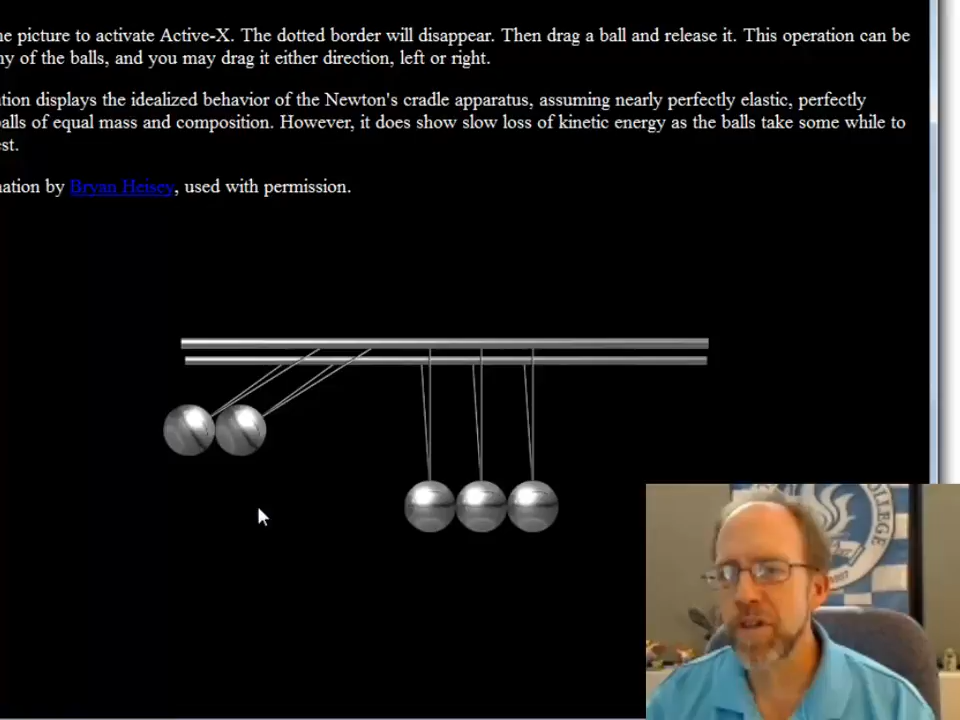 ne picture to activate Active-X. The dotted border will disappear. Then drag a ball and release it. This operation can be
ny of the balls, and you may drag it either direction, left or right.
tion displays the idealized behavior of the Newton's cradle apparatus, assuming nearly perfectly elastic, perfectly
alls of equal mass and composition. However, it does show slow loss of kinetic energy as the balls take some while to
est.
nation by Bryan Heisey, used with permission.
LLEGE